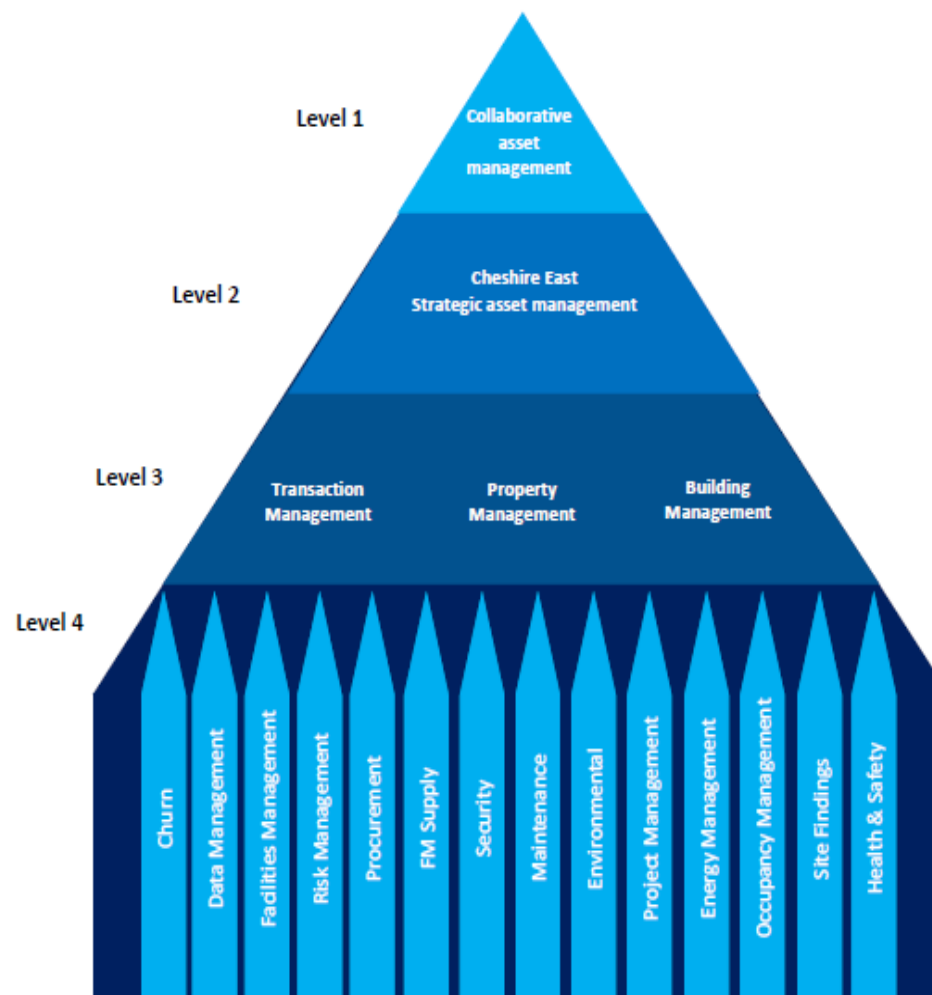 Level 1
Collaborative
asset
management
Level 2
Cheshire East
Strategic asset management
Level 3
Transaction
Management
Property
Management
Building
Management
Level 4
Churn
Data Management
Facilities Management
Risk Management
Procurement
FM Supply
Security
Maintenance
Environmental
Project Management
Energy Management
Occupancy Management
Site Findings
Health & Safety